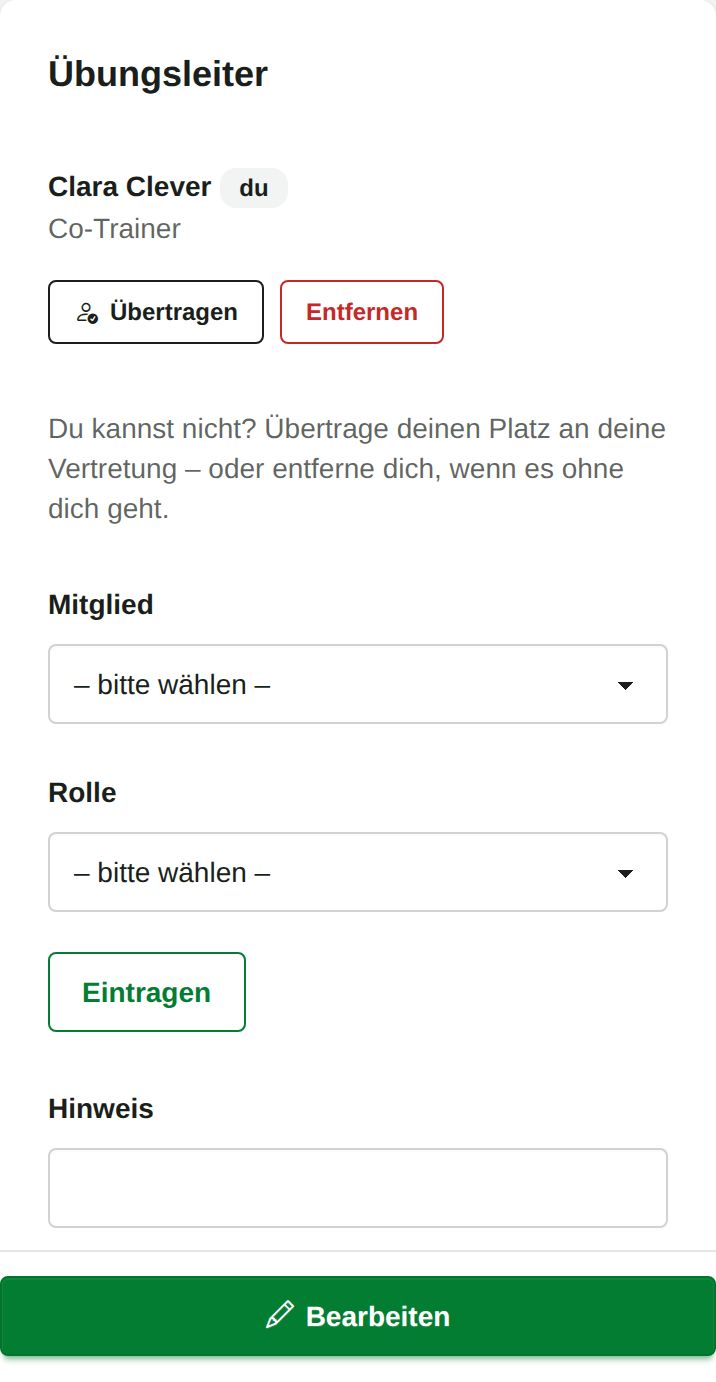 Übungsleiter
Clara Clever du
Co-Trainer
Übertragen Entfernen
Du kannst nicht? Übertrage deinen Platz an deine
Vertretung – oder entferne dich, wenn es ohne
dich geht.
Mitglied
– bitte wählen –
Rolle
– bitte wählen –
Eintragen
Hinweis
Bearbeiten